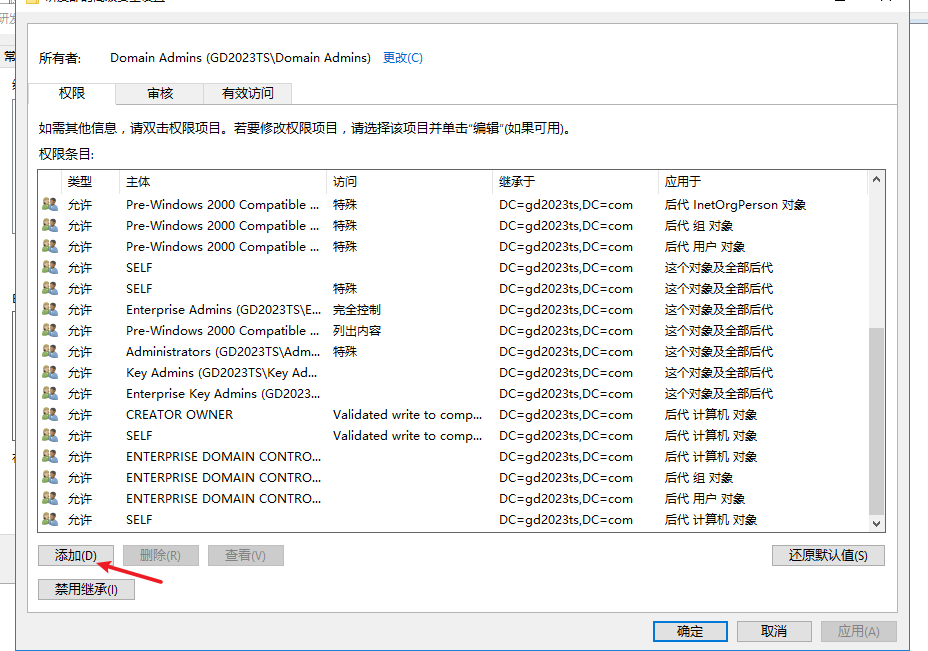 所有者: Domain Admins (GD2023TS\Domain Admins) 更改(C)
权限 审核 有效访问
如需其他信息，请双击权限项目。若要修改权限项目，请选择该项目并单击“编辑”(如果可用)。
权限条目:
类型 主体 访问 继承于 应用于
允许 Pre-Windows 2000 Compatible ... 特殊 DC=gd2023ts,DC=com 后代 InetOrgPerson 对象
允许 Pre-Windows 2000 Compatible ... 特殊 DC=gd2023ts,DC=com 后代 组 对象
允许 Pre-Windows 2000 Compatible ... 特殊 DC=gd2023ts,DC=com 后代 用户 对象
允许 SELF DC=gd2023ts,DC=com 这个对象及全部后代
允许 SELF 特殊 DC=gd2023ts,DC=com 这个对象及全部后代
允许 Enterprise Admins (GD2023TS\E... 完全控制 DC=gd2023ts,DC=com 这个对象及全部后代
允许 Pre-Windows 2000 Compatible ... 列出内容 DC=gd2023ts,DC=com 这个对象及全部后代
允许 Administrators (GD2023TS\Adm... 特殊 DC=gd2023ts,DC=com 这个对象及全部后代
允许 Key Admins (GD2023TS\Key Ad... DC=gd2023ts,DC=com 这个对象及全部后代
允许 Enterprise Key Admins (GD2023... DC=gd2023ts,DC=com 这个对象及全部后代
允许 CREATOR OWNER Validated write to comp... DC=gd2023ts,DC=com 后代 计算机 对象
允许 SELF Validated write to comp... DC=gd2023ts,DC=com 后代 计算机 对象
允许 ENTERPRISE DOMAIN CONTRO... DC=gd2023ts,DC=com 后代 计算机 对象
允许 ENTERPRISE DOMAIN CONTRO... DC=gd2023ts,DC=com 后代 组 对象
允许 ENTERPRISE DOMAIN CONTRO... DC=gd2023ts,DC=com 后代 用户 对象
允许 SELF DC=gd2023ts,DC=com 后代 计算机 对象
添加(D) 删除(R) 查看(V) 还原默认值(S)
禁用继承(I)
确定 取消 应用(A)